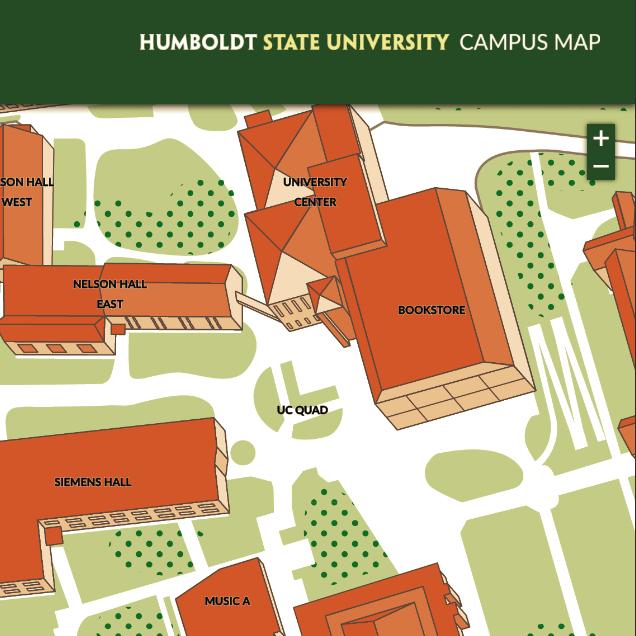 HUMBOLDT STATE UNIVERSITY CAMPUS MAP
+
−
SON HALL
WEST
UNIVERSITY
CENTER
NELSON HALL
EAST
BOOKSTORE
UC QUAD
SIEMENS HALL
MUSIC A